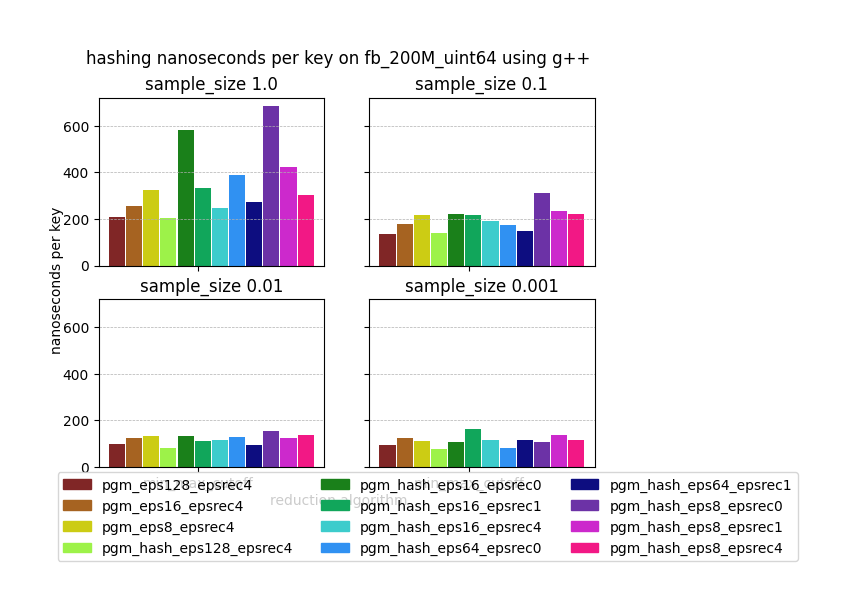 hashing nanoseconds per key on fb_200M_uint64 using g++
sample_size 1.0
sample_size 0.1
600
400
200
0
nanoseconds per key
sample_size 0.01
sample_size 0.001
600
400
200
0
min_max_cutoff
min_max_cutoff
reduction algorithm
pgm_eps128_epsrec4
pgm_eps16_epsrec4
pgm_eps8_epsrec4
pgm_hash_eps128_epsrec4
pgm_hash_eps16_epsrec0
pgm_hash_eps16_epsrec1
pgm_hash_eps16_epsrec4
pgm_hash_eps64_epsrec0
pgm_hash_eps64_epsrec1
pgm_hash_eps8_epsrec0
pgm_hash_eps8_epsrec1
pgm_hash_eps8_epsrec4